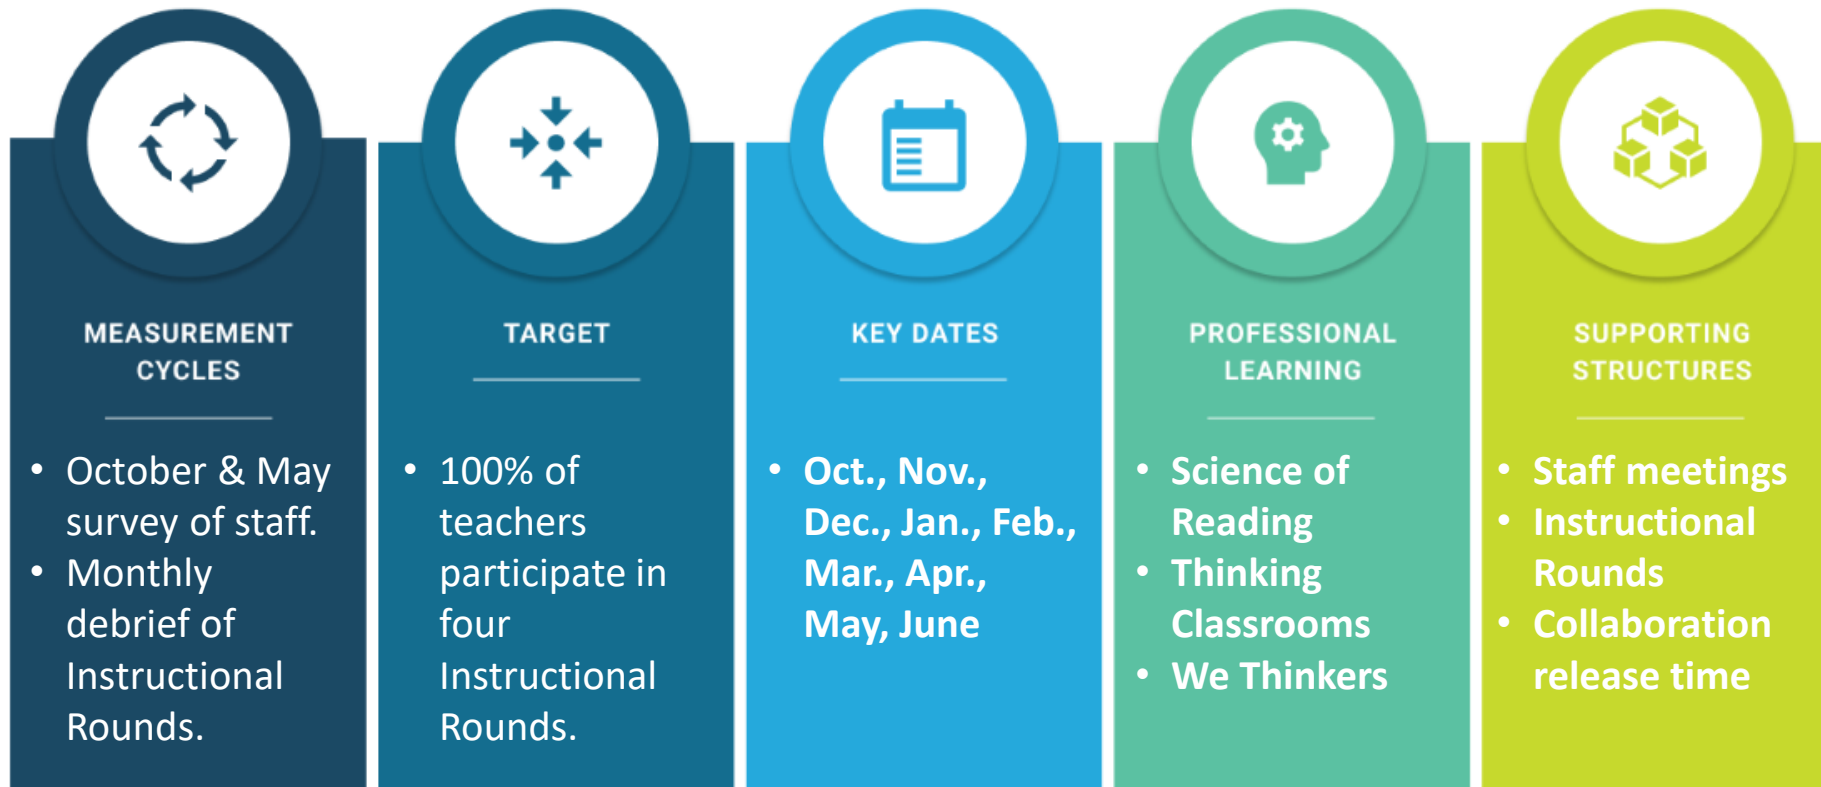 MEASUREMENT
CYCLES
• October & May
survey of staff.
• Monthly
debrief of
Instructional
Rounds.
TARGET
• 100% of
teachers
participate in
four
Instructional
Rounds.
KEY DATES
• Oct., Nov.,
Dec., Jan., Feb.,
Mar., Apr.,
May, June
PROFESSIONAL
LEARNING
• Science of
Reading
• Thinking
Classrooms
• We Thinkers
SUPPORTING
STRUCTURES
• Staff meetings
• Instructional
Rounds
• Collaboration
release time